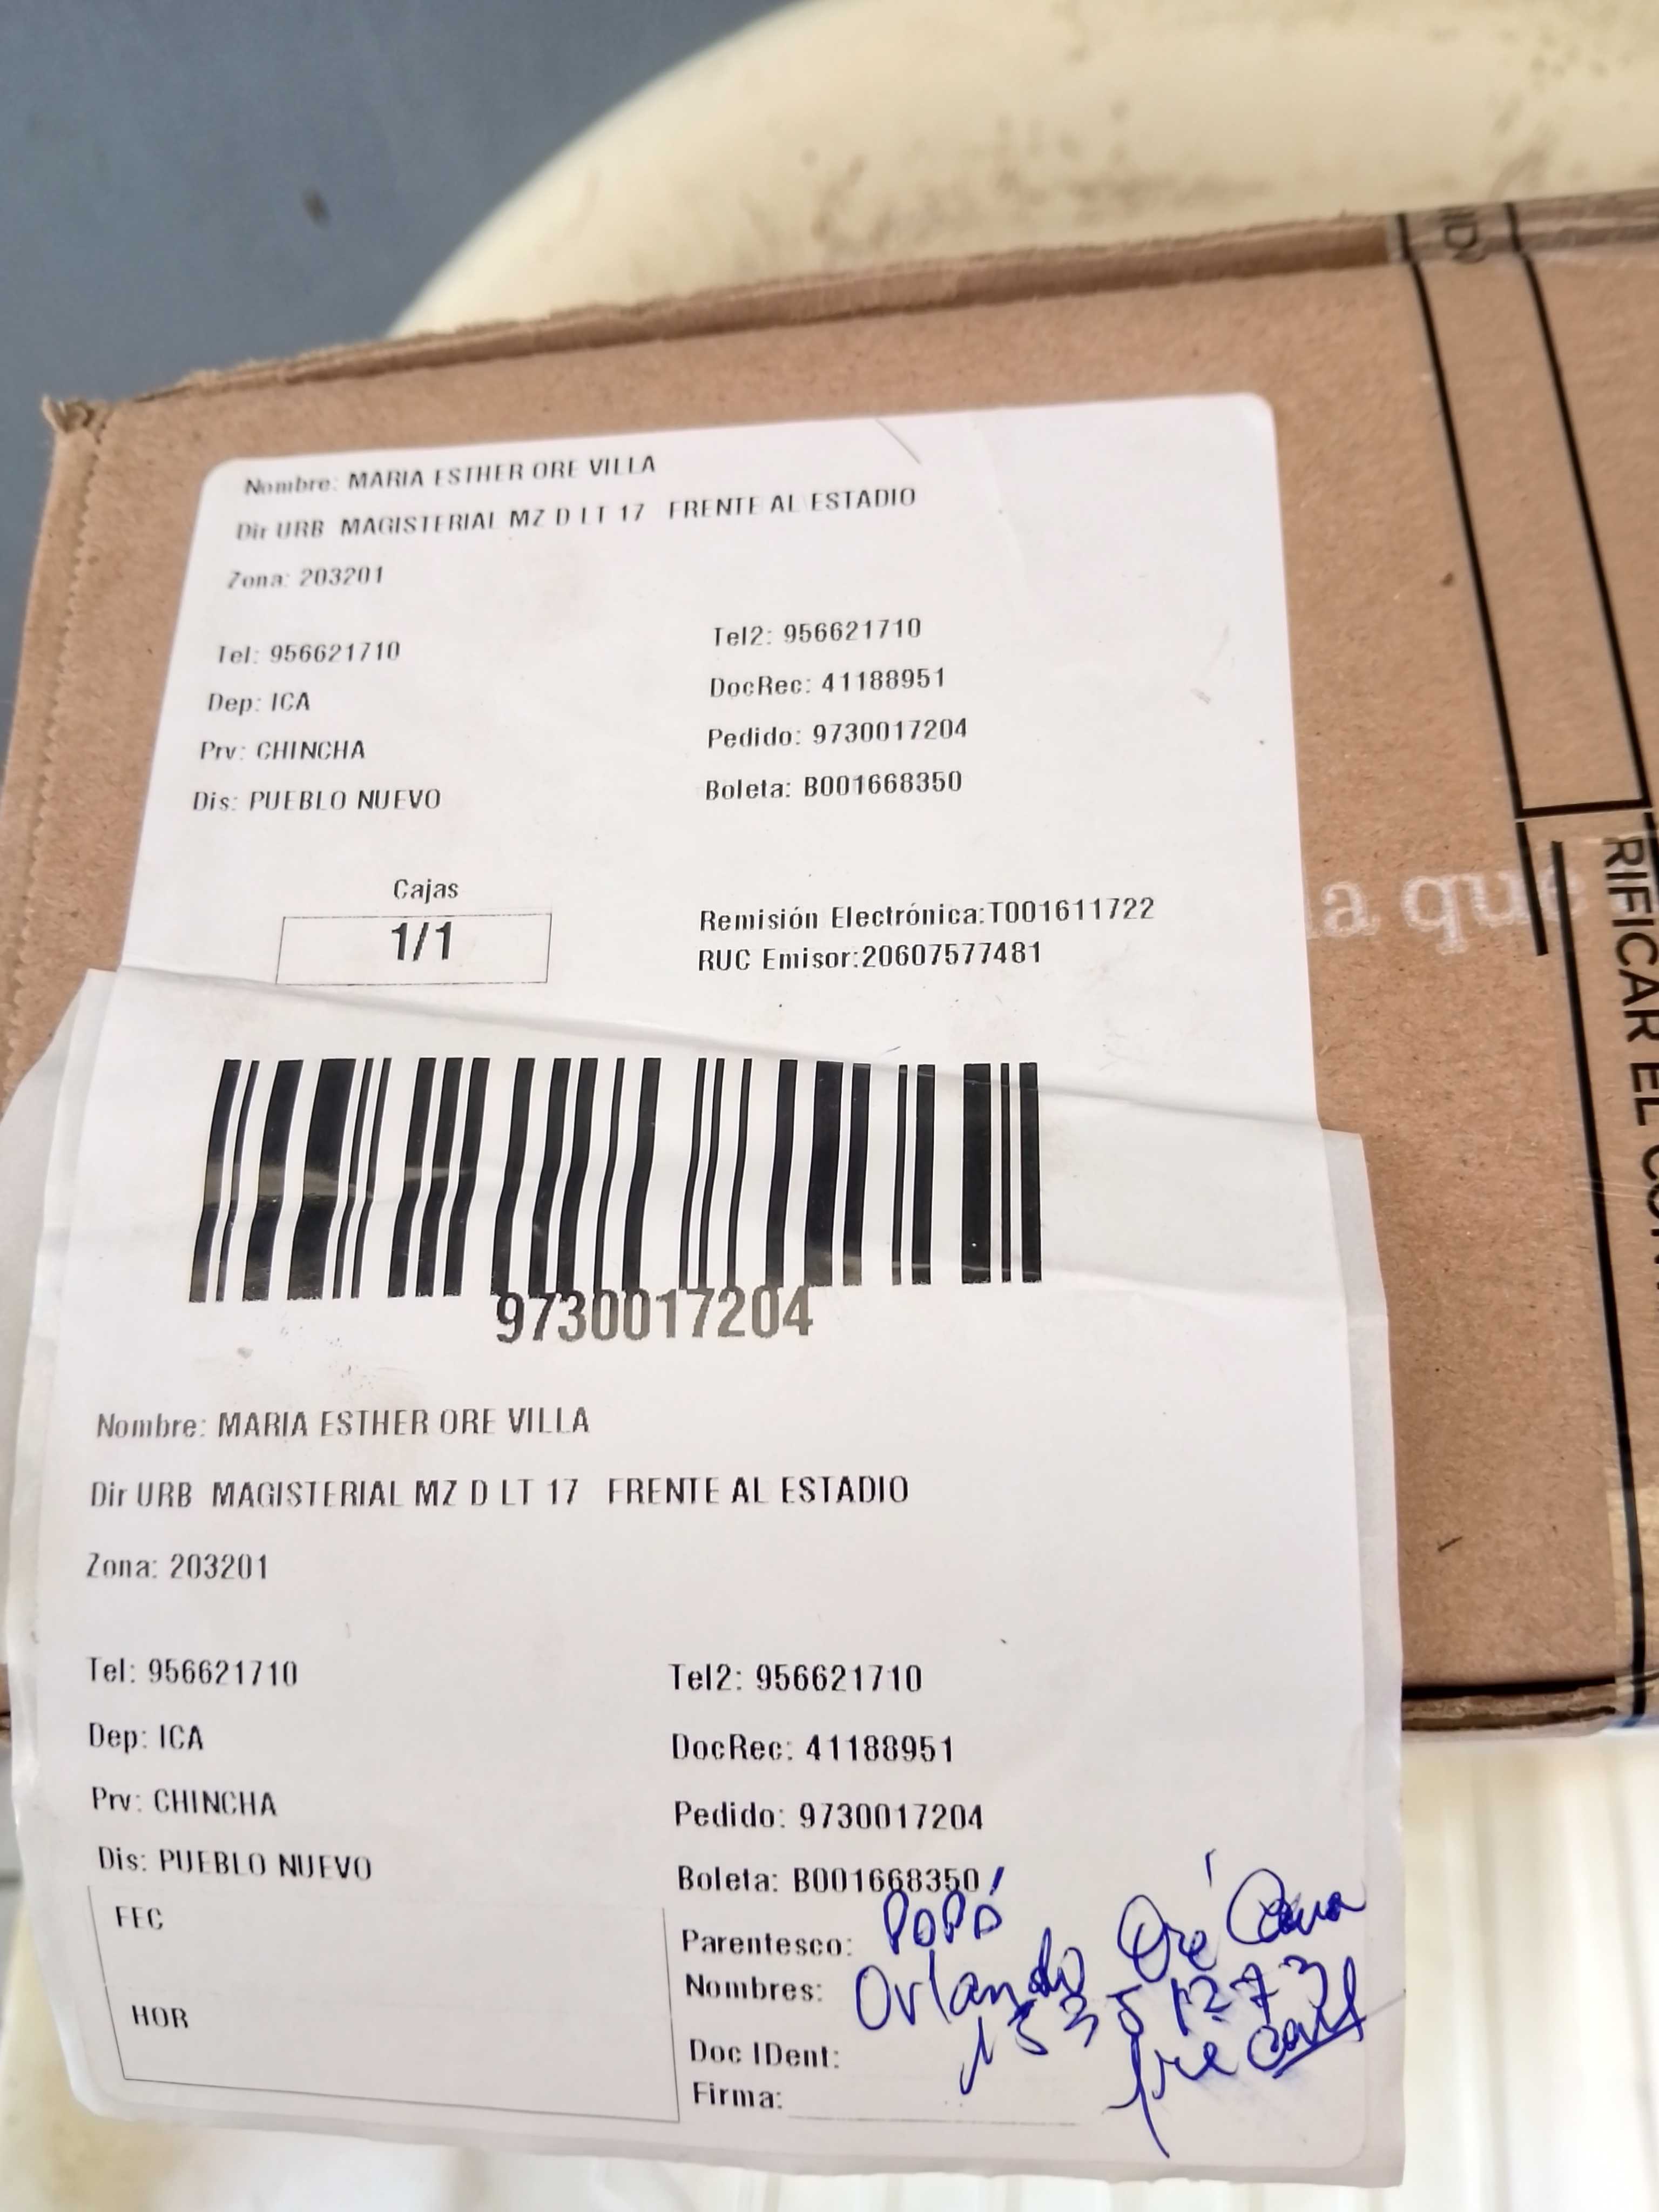 Nombre: MARIA ESTHER ORE VILLA
Dir URB MAGISTERIAL MZ D LT 17 FRENTE AL ESTADIO
Zona: 203201
Tel: 956621710 Tel2: 956621710
Dep: ICA DocRec: 41188951
Prv: CHINCHA Pedido: 9730017204
Dis: PUEBLO NUEVO Boleta: B001668350
Cajas
1/1
Remisión Electrónica:T001611722
RUC Emisor:20607577481
9730017204
Nombre: MARIA ESTHER ORE VILLA
Dir URB MAGISTERIAL MZ D LT 17 FRENTE AL ESTADIO
Zona: 203201
Tel: 956621710 Tel2: 956621710
Dep: ICA DocRec: 41188951
Prv: CHINCHA Pedido: 9730017204
Dis: PUEBLO NUEVO Boleta: B001668350
FEC
HOR
Parentesco: PAPÁ
Nombres: Orlando Oré
Doc IDent:
Firma:
a que
RIFICAR EL